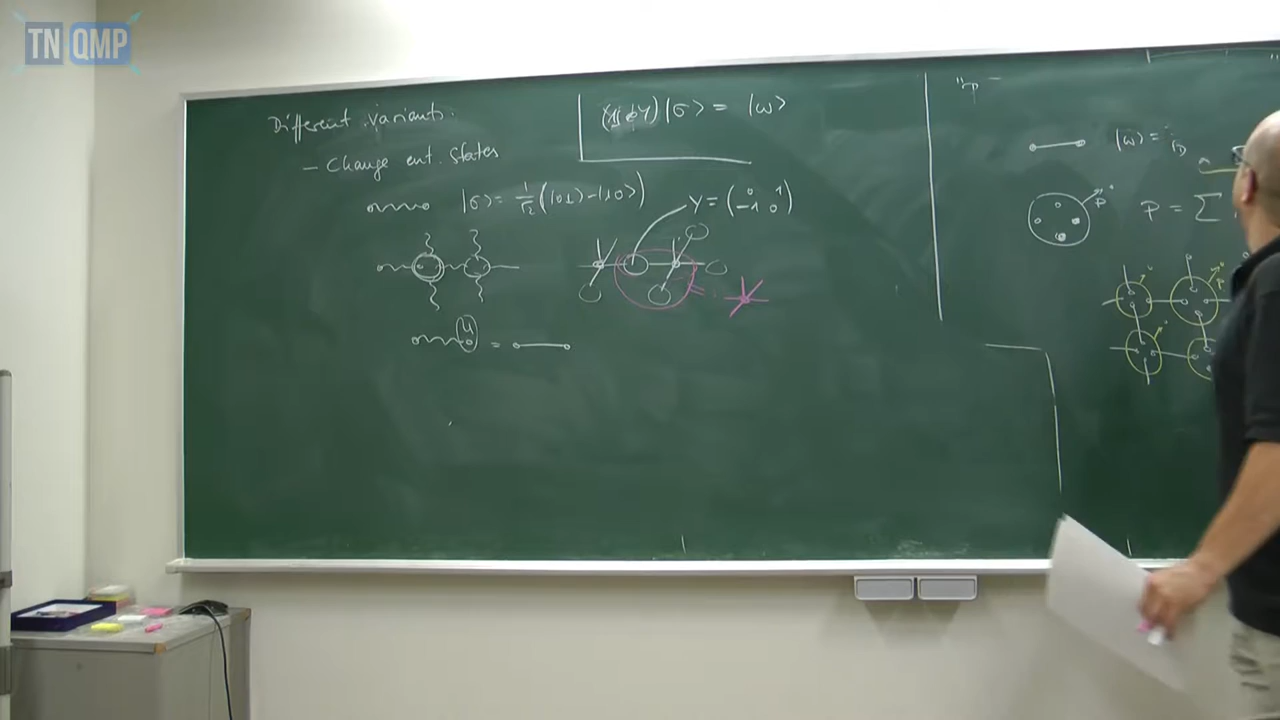 TN QMP
Different variants.
– Change ent. states
(1 ⊗ Y)|σ> = |ω>
|σ> = 1/√2 (|01> − |10>)
Y = (0 1
−1 0)
Y
=
=
|ω> =
P
P = ∑
P
P